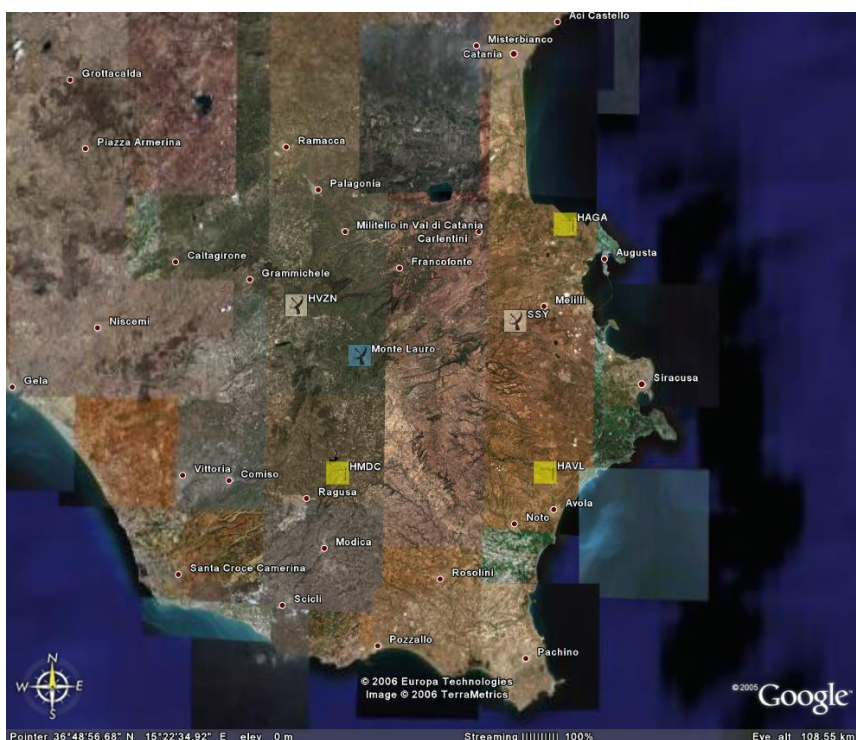 Aci Castello
Misterbianco
Catania
Grottacalda
Piazza Armerina
Ramacca
Palagonia
Militello in Val di Catania
HAGA
Carlentini
Augusta
Caltagirone
Francofonte
Grammichele
HVZN
Melilli
SSY
Niscemi
Monte Lauro
Gela
Siracusa
Vittoria
Comiso
HMDC
HAVL
Ragusa
Avola
Noto
Modica
Santa Croce Camerina
Rosolini
Scicli
Pozzallo
Pachino
N
W E
S
© 2006 Europa Technologies
Image © 2006 TerraMetrics
©2005 Google™
Pointer 36°48'56.68" N 15°22'34.92" E elev 0 m Streaming ||||||||| 100% Eye alt 108.55 km